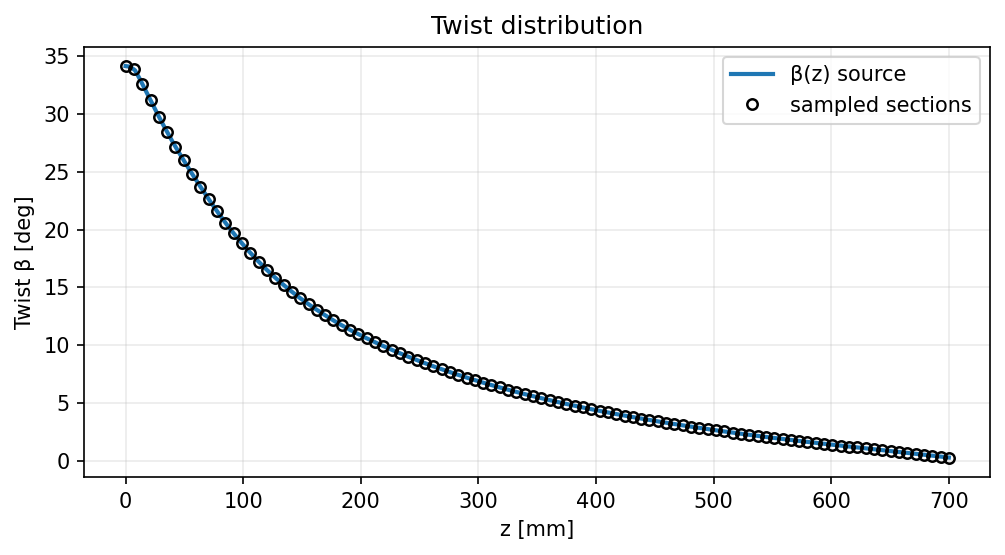 Twist distribution
β(z) source
sampled sections
Twist β [deg]
35
30
25
20
15
10
5
0
0 100 200 300 400 500 600 700
z [mm]